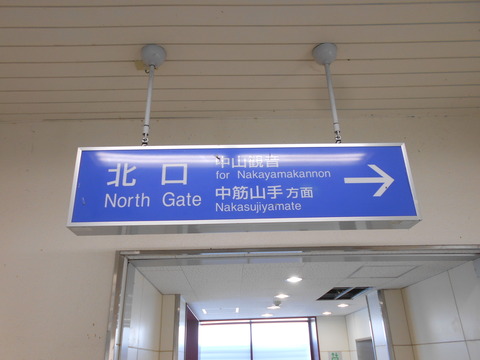 北口
North Gate
中山観音
for Nakayamakannon
中筋山手方面
Nakasujiyamate